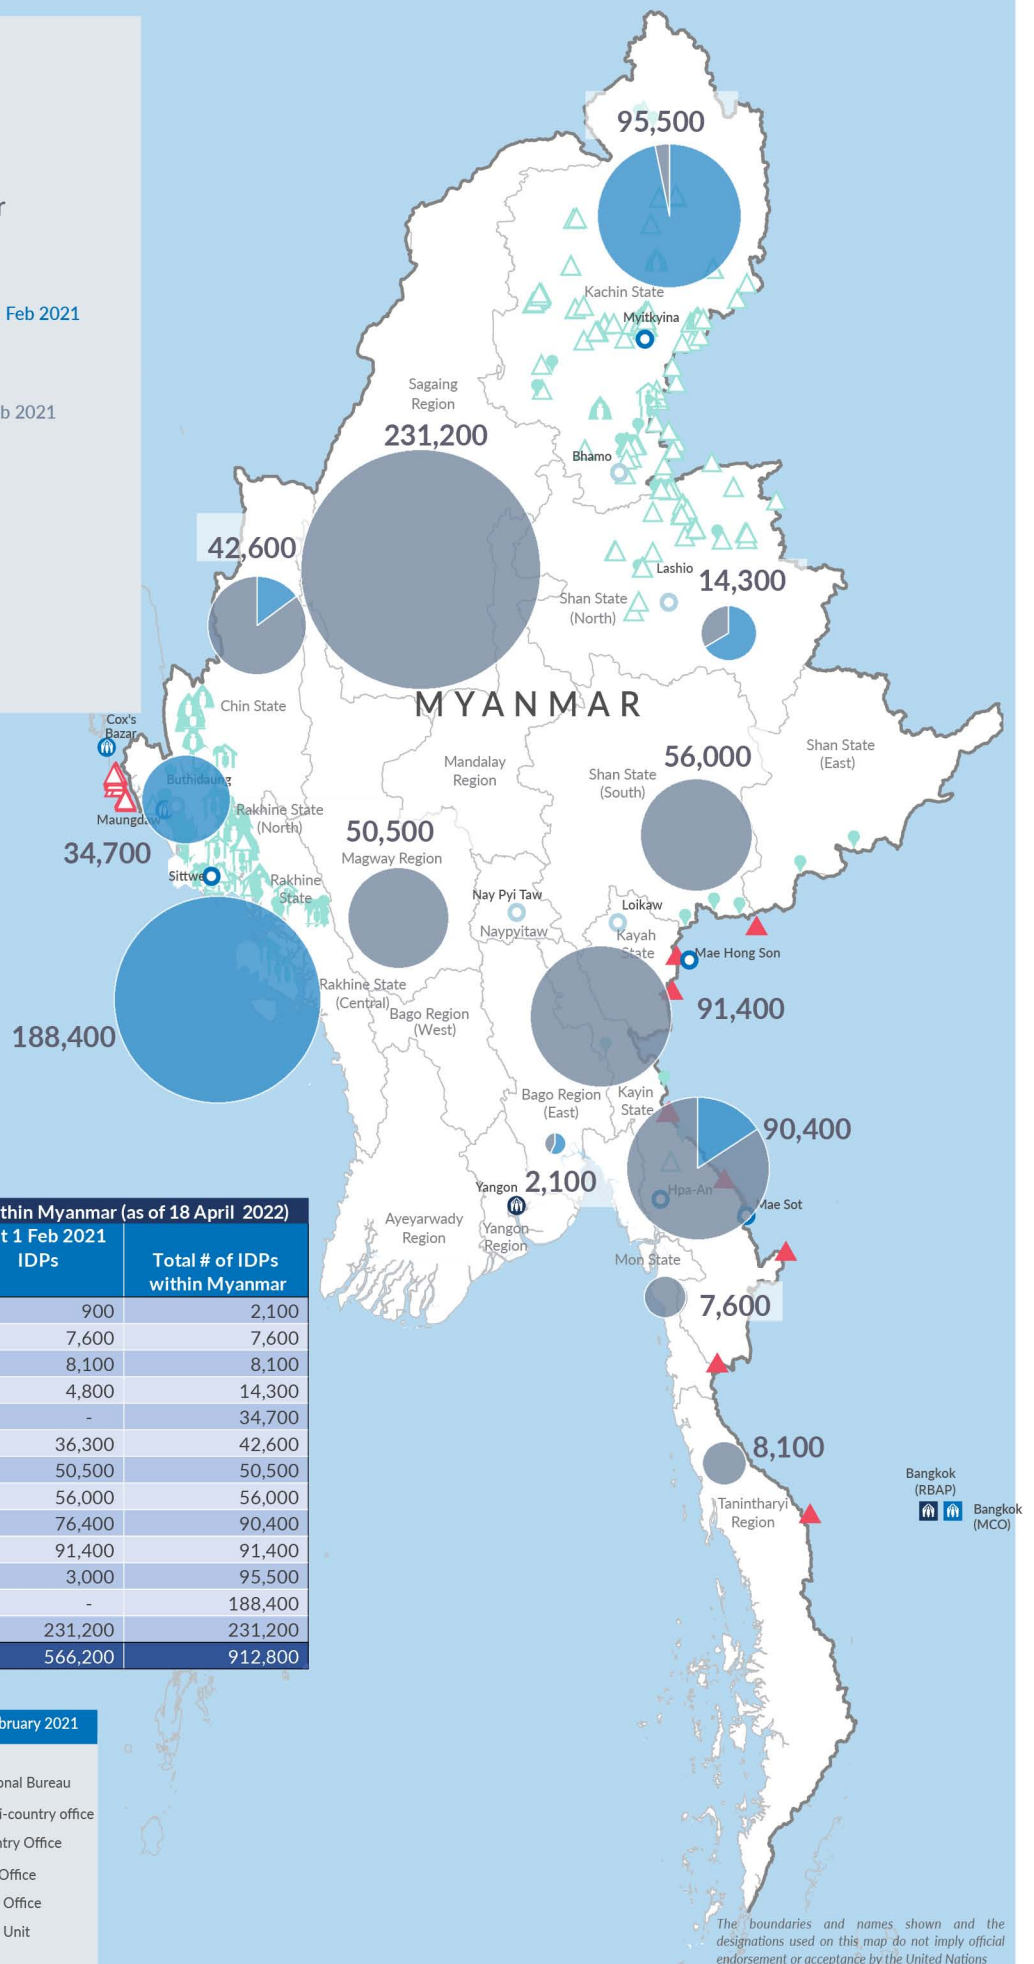 95,500
r
Feb 2021
b 2021
Kachin State
Myitkyina
Sagaing
Region
231,200
Bhamo
42,600
Lashio
14,300
Shan State
(North)
MYANMAR
Chin State
Cox's
Bazar
Mandalay
Region
56,000
Shan State
(South)
Shan State
(East)
Buthidaung
Maungdaw
Rakhine State
(North)
34,700
50,500
Magway Region
Sittwe
Rakhine
State
Nay Pyi Taw
Naypyitaw
Loikaw
Kayah
State
Mae Hong Son
91,400
188,400
Rakhine State
(Central)
Bago Region
(West)
Bago Region
(East)
Kayin
State
90,400
2,100
Yangon
Hpa-An
Mae Sot
Ayeyarwady
Region
Yangon
Region
Mon State
7,600
8,100
Tanintharyi
Region
Bangkok
(RBAP)
Bangkok
(MCO)
thin Myanmar (as of 18 April 2022)
t 1 Feb 2021
IDPs
Total # of IDPs
within Myanmar
900 2,100
7,600 7,600
8,100 8,100
4,800 14,300
- 34,700
36,300 42,600
50,500 50,500
56,000 56,000
76,400 90,400
91,400 91,400
3,000 95,500
- 188,400
231,200 231,200
566,200 912,800
bruary 2021
onal Bureau
i-country office
ntry Office
Office
Office
Unit
The boundaries and names shown and the
designations used on this map do not imply official
endorsement or acceptance by the United Nations